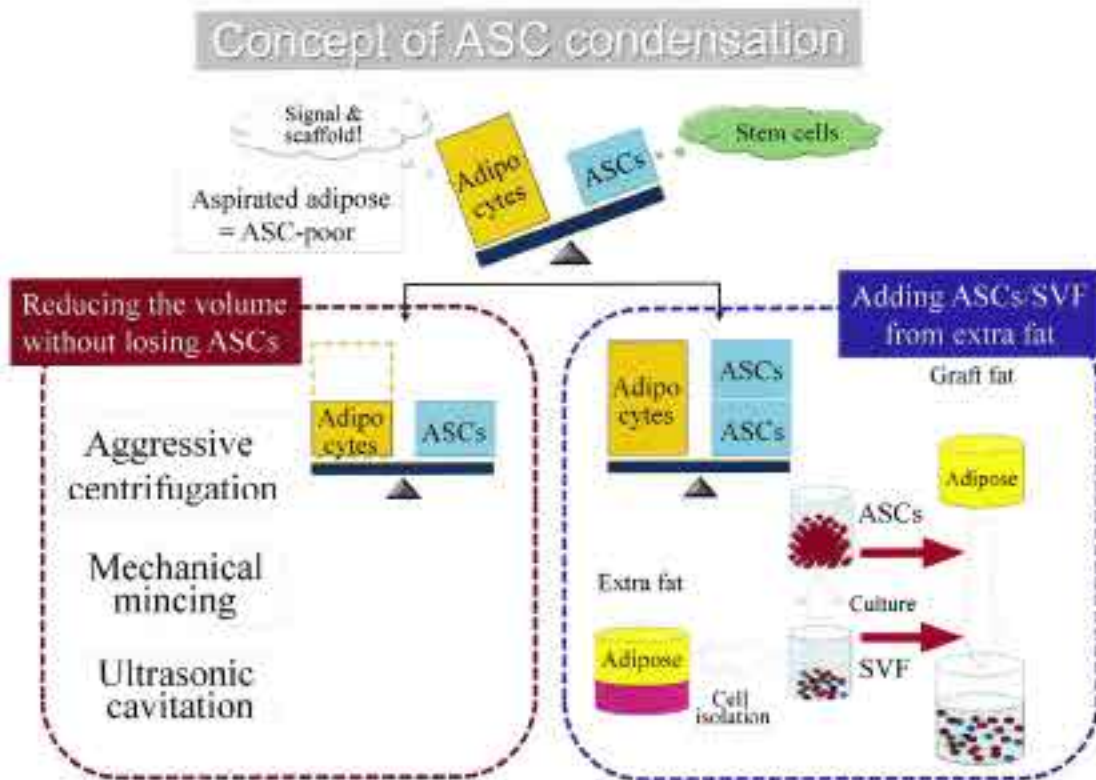 Concept of ASC condensation
Signal &
scaffold!
Adipo
cytes
ASCs
Stem cells
Aspirated adipose
= ASC-poor
Reducing the volume
without losing ASCs
Adipo
cytes
ASCs
Aggressive
centrifugation
Mechanical
mincing
Ultrasonic
cavitation
Adding ASCs/SVF
from extra fat
Adipo
cytes
ASCs
ASCs
Graft fat
Adipose
ASCs
Extra fat
Culture
Adipose
SVF
Cell
isolation